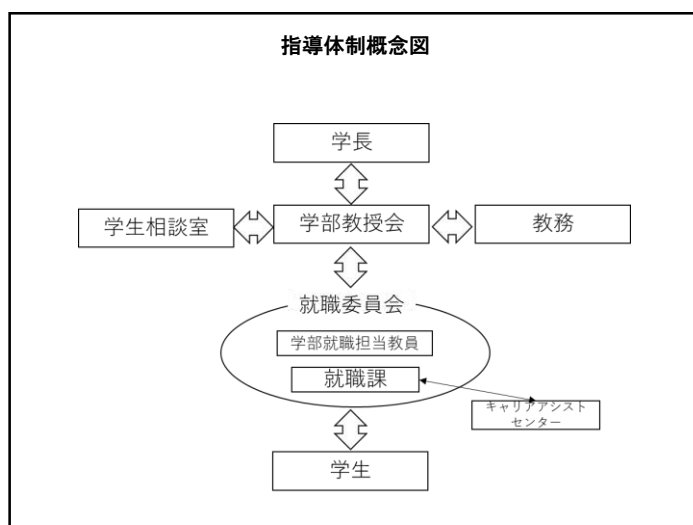 指導体制概念図
学長
学生相談室
学部教授会
教務
就職委員会
学部就職担当教員
就職課
キャリアアシスト
センター
学生